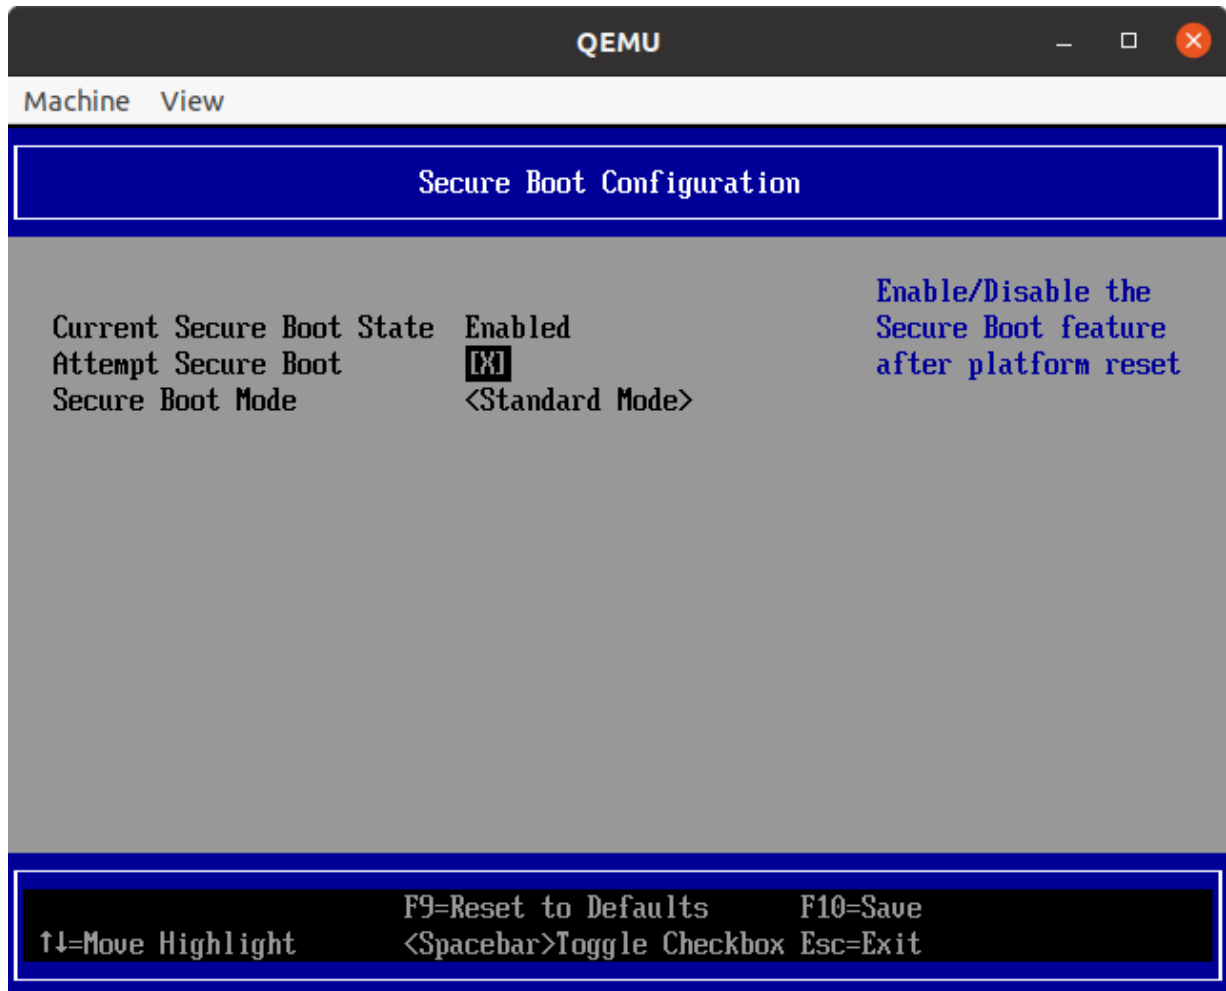 QEMU
Machine View
Secure Boot Configuration
Current Secure Boot State Enabled
Attempt Secure Boot [X]
Secure Boot Mode <Standard Mode>
Enable/Disable the
Secure Boot feature
after platform reset
F9=Reset to Defaults F10=Save
↑↓=Move Highlight <Spacebar>Toggle Checkbox Esc=Exit